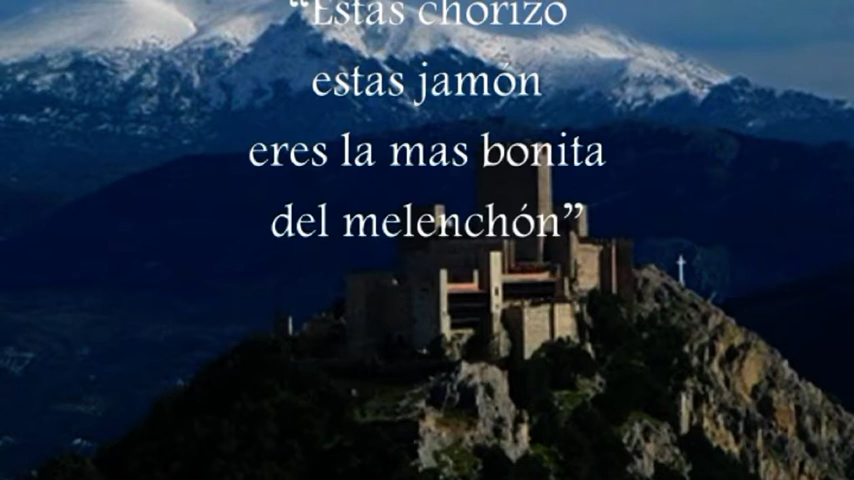 “Estas chorizo
estas jamón
eres la mas bonita
del melenchón”